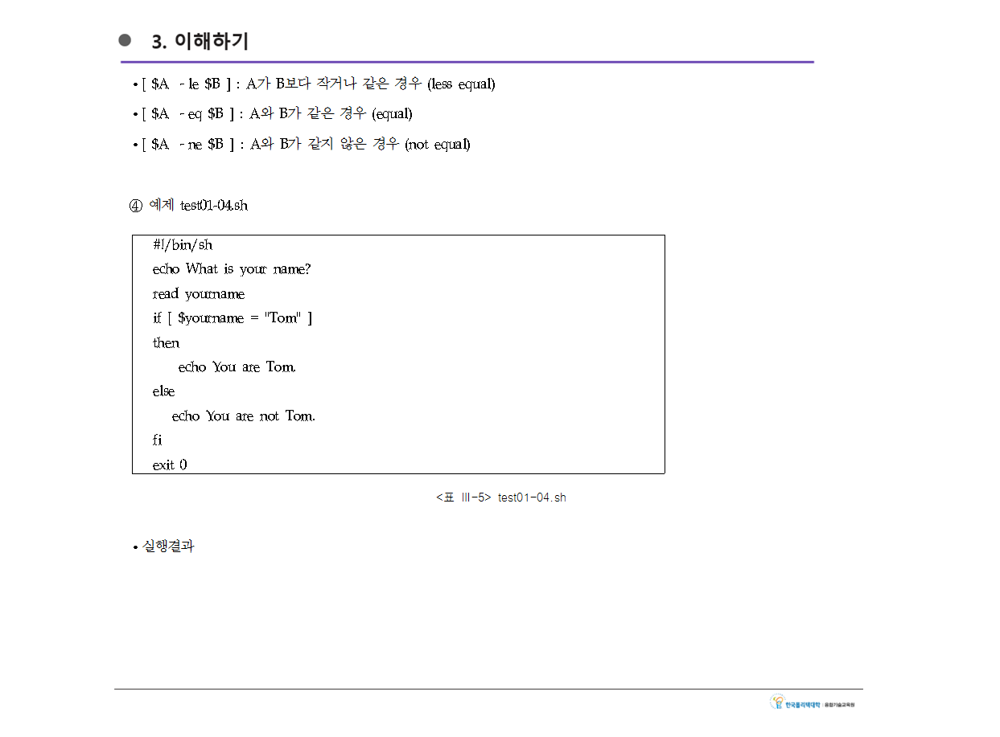 ● 3. 이해하기
• [ $A -le $B ] : A가 B보다 작거나 같은 경우 (less equal)
• [ $A -eq $B ] : A와 B가 같은 경우 (equal)
• [ $A -ne $B ] : A와 B가 같지 않은 경우 (not equal)
④ 예제 test01-04.sh
#!/bin/sh
echo What is your name?
read yourname
if [ $yourname = "Tom" ]
then
echo You are Tom.
else
echo You are not Tom.
fi
exit 0
<표 III-5> test01-04.sh
• 실행결과
한국폴리텍대학 | 융합기술교육원